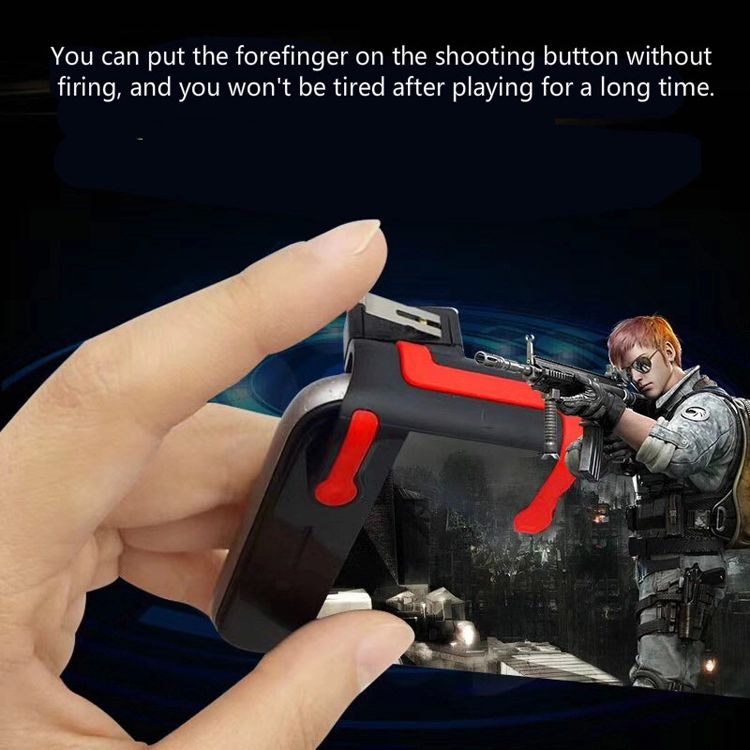 You can put the forefinger on the shooting button without
firing, and you won't be tired after playing for a long time.